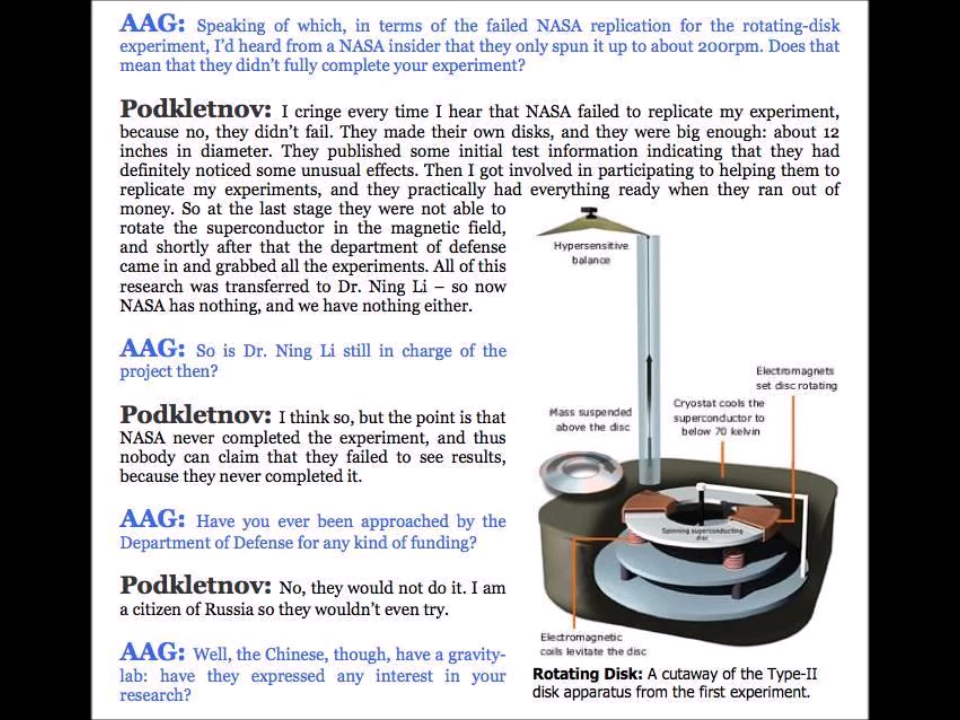 AAG: Speaking of which, in terms of the failed NASA replication for the rotating-disk
experiment, I'd heard from a NASA insider that they only spun it up to about 200rpm. Does that
mean that they didn't fully complete your experiment?
Podkletnov: I cringe every time I hear that NASA failed to replicate my experiment,
because no, they didn't fail. They made their own disks, and they were big enough: about 12
inches in diameter. They published some initial test information indicating that they had
definitely noticed some unusual effects. Then I got involved in participating to helping them to
replicate my experiments, and they practically had everything ready when they ran out of
money. So at the last stage they were not able to
rotate the superconductor in the magnetic field,
and shortly after that the department of defense
came in and grabbed all the experiments. All of this
research was transferred to Dr. Ning Li – so now
NASA has nothing, and we have nothing either.
AAG: So is Dr. Ning Li still in charge of the
project then?
Podkletnov: I think so, but the point is that
NASA never completed the experiment, and thus
nobody can claim that they failed to see results,
because they never completed it.
AAG: Have you ever been approached by the
Department of Defense for any kind of funding?
Podkletnov: No, they would not do it. I am
a citizen of Russia so they wouldn't even try.
AAG: Well, the Chinese, though, have a gravity-
lab: have they expressed any interest in your
research?
Hypersensitive
balance
Electromagnets
set disc rotating
Cryostat cools the
superconductor to
below 70 kelvin
Mass suspended
above the disc
Spinning superconducting
disc
Electromagnetic
coils levitate the disc
Rotating Disk: A cutaway of the Type-II
disk apparatus from the first experiment.